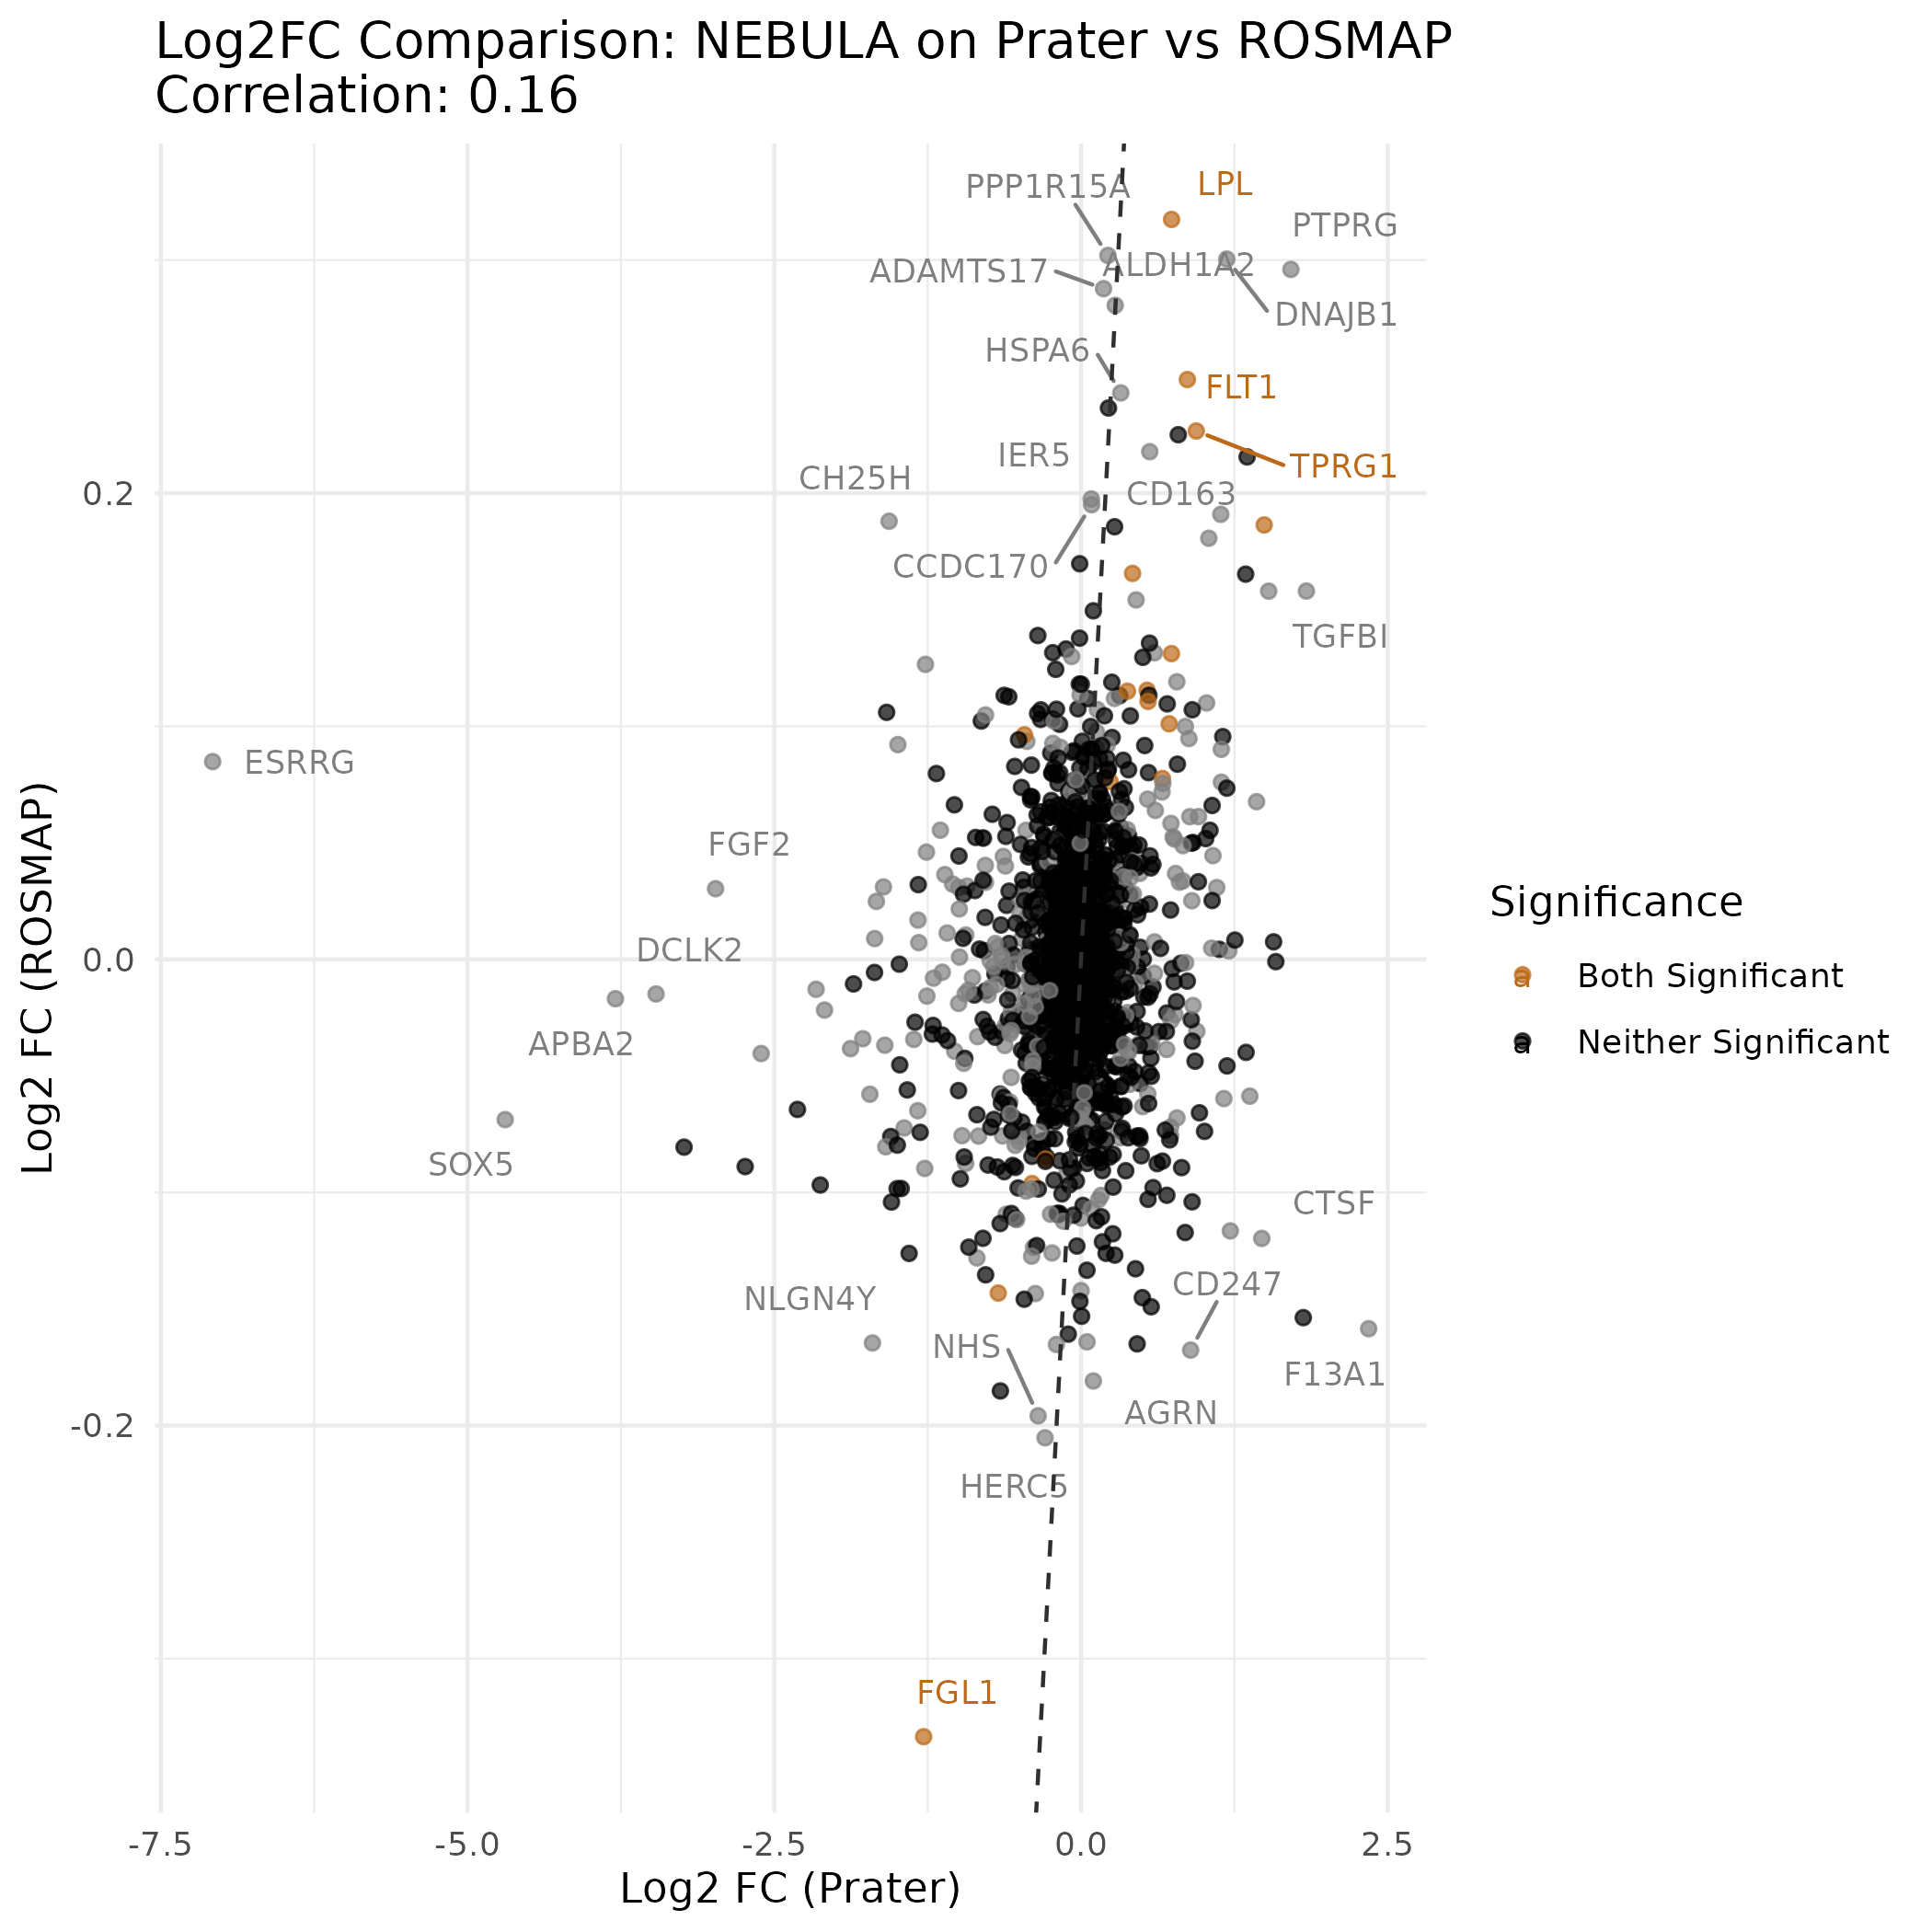 Log2FC Comparison: NEBULA on Prater vs ROSMAP
Correlation: 0.16
PPP1R15A
LPL
PTPRG
ADAMTS17
ALDH1A2
DNAJB1
HSPA6
FLT1
IER5
TPRG1
CH25H
CD163
0.2
CCDC170
TGFBI
ESRRG
FGF2
DCLK2
0.0
APBA2
SOX5
CTSF
CD247
NLGN4Y
NHS
F13A1
AGRN
-0.2
HERC5
FGL1
Log2 FC (ROSMAP)
-7.5
-5.0
-2.5
0.0
2.5
Log2 FC (Prater)
Significance
a Both Significant
a Neither Significant